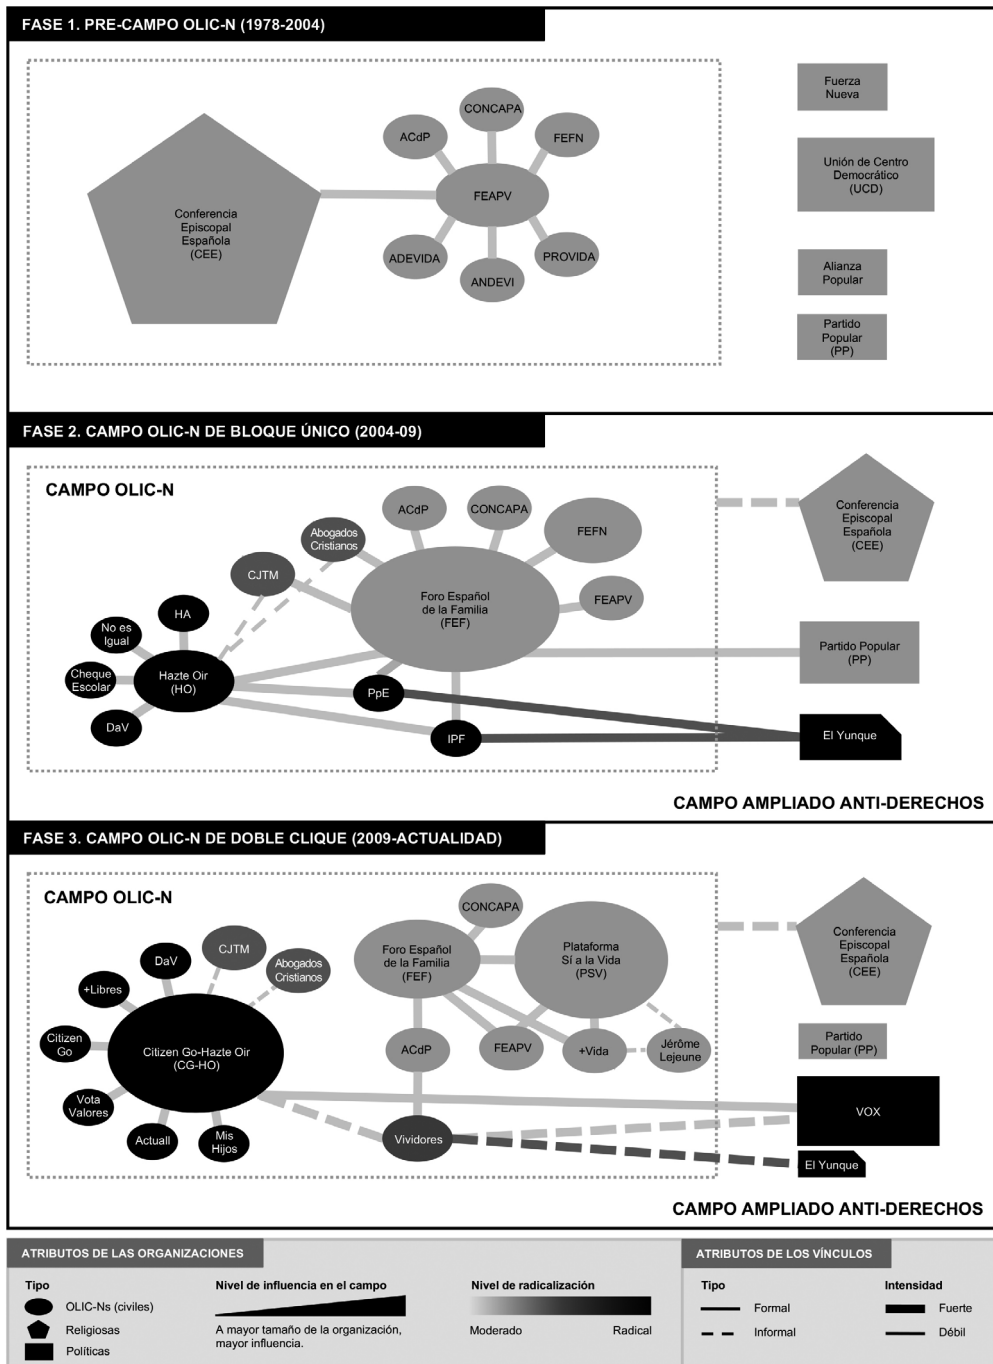 FASE 1. PRE-CAMPO OLIC-N (1978-2004)
Conferencia
Episcopal
Española
(CEE)
ACdP
CONCAPA
FEFN
FEAPV
ADEVIDA
ANDEVI
PROVIDA
Fuerza
Nueva
Unión de Centro
Democrático
(UCD)
Alianza
Popular
Partido
Popular
(PP)
FASE 2. CAMPO OLIC-N DE BLOQUE ÚNICO (2004-09)
CAMPO OLIC-N
ACdP
CONCAPA
FEFN
Abogados
Cristianos
CJTM
Foro Español
de la Familia
(FEF)
FEAPV
HA
No es
Igual
Cheque
Escolar
Hazte Oir
(HO)
DaV
PpE
IPF
Conferencia
Episcopal
Española
(CEE)
Partido Popular
(PP)
El Yunque
CAMPO AMPLIADO ANTI-DERECHOS
FASE 3. CAMPO OLIC-N DE DOBLE CLIQUE (2009-ACTUALIDAD)
CAMPO OLIC-N
CONCAPA
Foro Español
de la Familia
(FEF)
Plataforma
Sí a la Vida
(PSV)
CJTM
DaV
Abogados
Cristianos
+Libres
Citizen
Go
Citizen Go-Hazte Oir
(CG-HO)
Vota
Valores
Actuall
Mis
Hijos
ACdP
FEAPV
+Vida
Jérôme
Lejeune
Vividores
Conferencia
Episcopal
Española
(CEE)
Partido
Popular (PP)
VOX
El Yunque
CAMPO AMPLIADO ANTI-DERECHOS
ATRIBUTOS DE LAS ORGANIZACIONES
Tipo
OLIC-Ns (civiles)
Religiosas
Políticas
Nivel de influencia en el campo
A mayor tamaño de la organización,
mayor influencia.
Nivel de radicalización
Moderado Radical
ATRIBUTOS DE LOS VÍNCULOS
Tipo
Formal
Informal
Intensidad
Fuerte
Débil